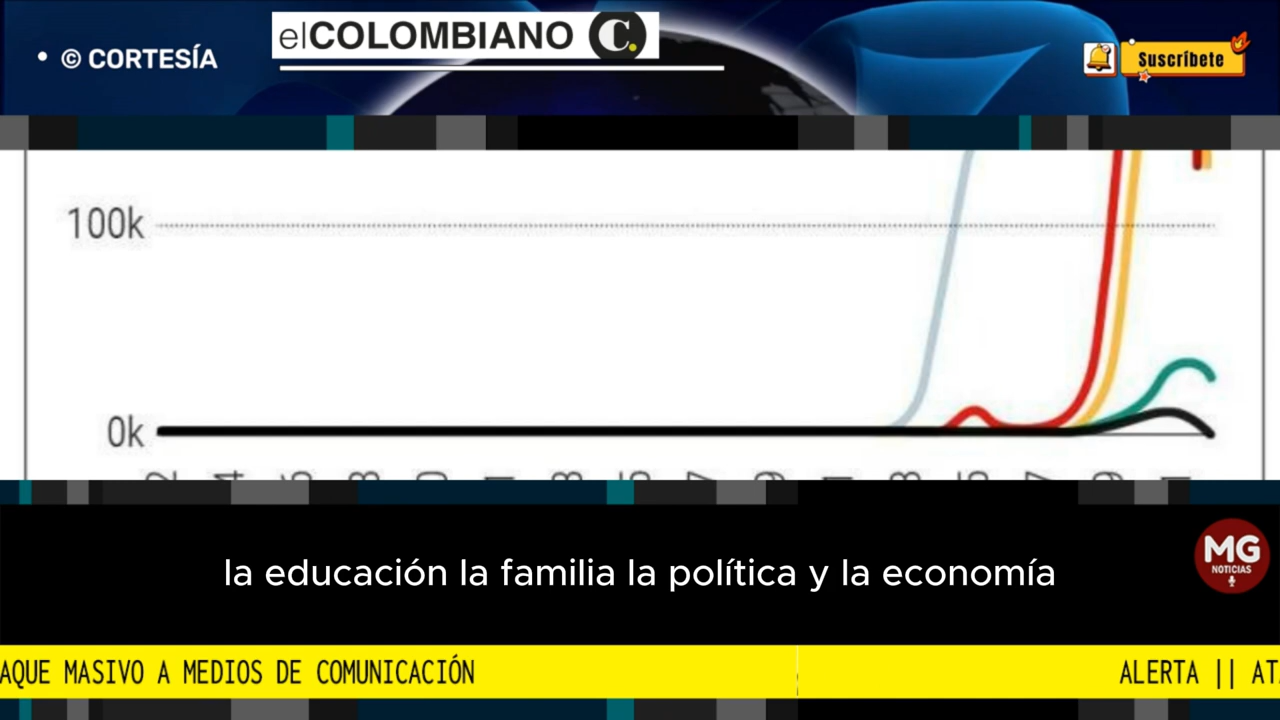 • © CORTESÍA
elCOLOMBIANO C.
Suscríbete
100k
0k
la educación la familia la política y la economía
MG
NOTICIAS
AQUE MASIVO A MEDIOS DE COMUNICACIÓN
ALERTA || AT